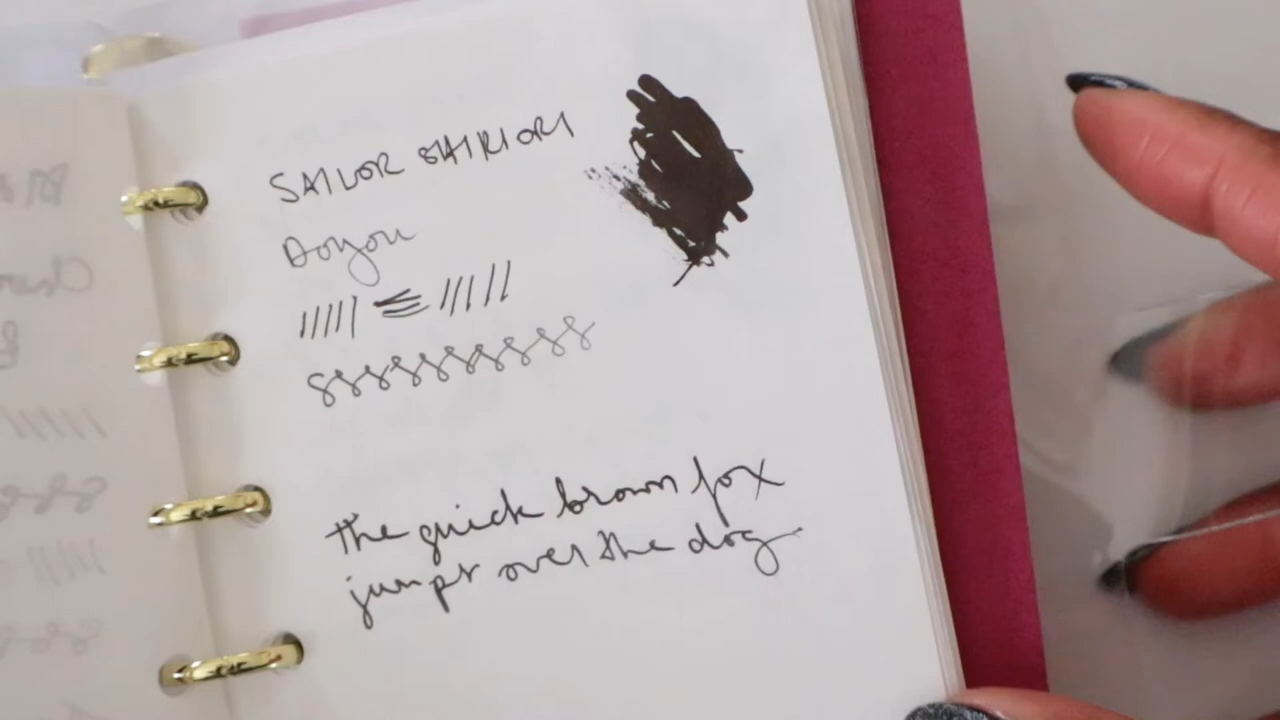 SAILOR SHIKIORI
Doyou
the quick brown fox
jumps over the dog